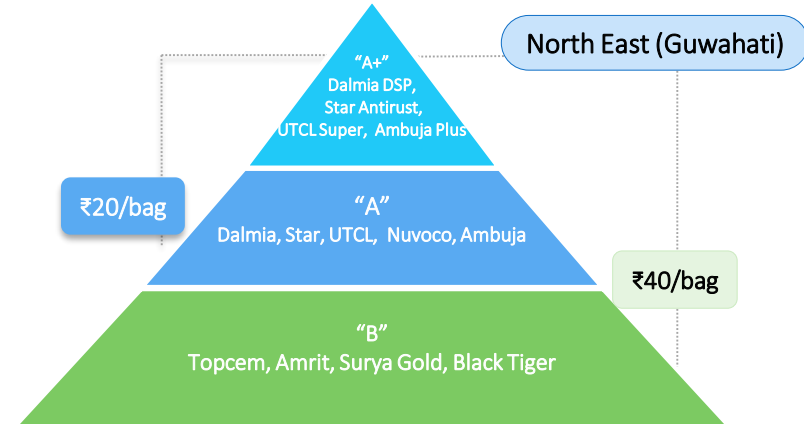 North East (Guwahati)
“A+”
Dalmia DSP,
Star Antirust,
UTCL Super, Ambuja Plus
₹20/bag
“A”
Dalmia, Star, UTCL, Nuvoco, Ambuja
₹40/bag
“B”
Topcem, Amrit, Surya Gold, Black Tiger